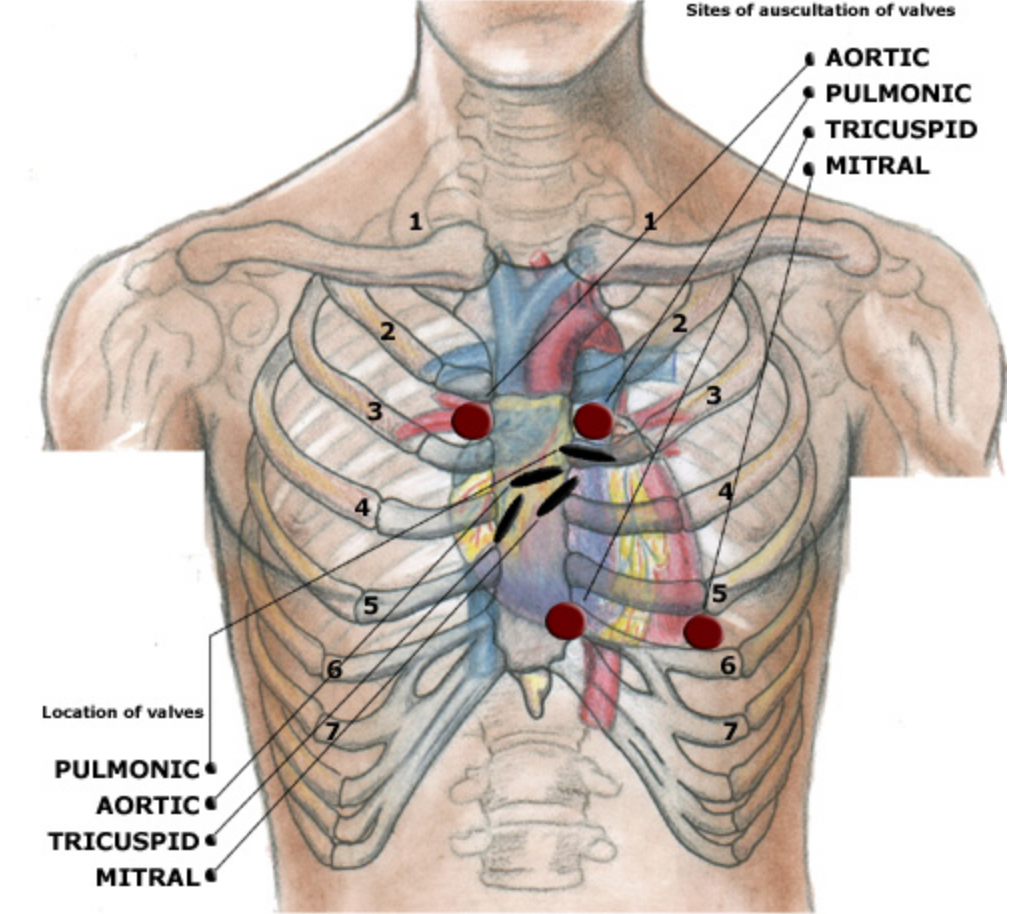 Sites of auscultation of valves
AORTIC
PULMONIC
TRICUSPID
MITRAL
1 1
2 2
3 3
4 4
5 5
6 6
7 7
Location of valves
PULMONIC
AORTIC
TRICUSPID
MITRAL